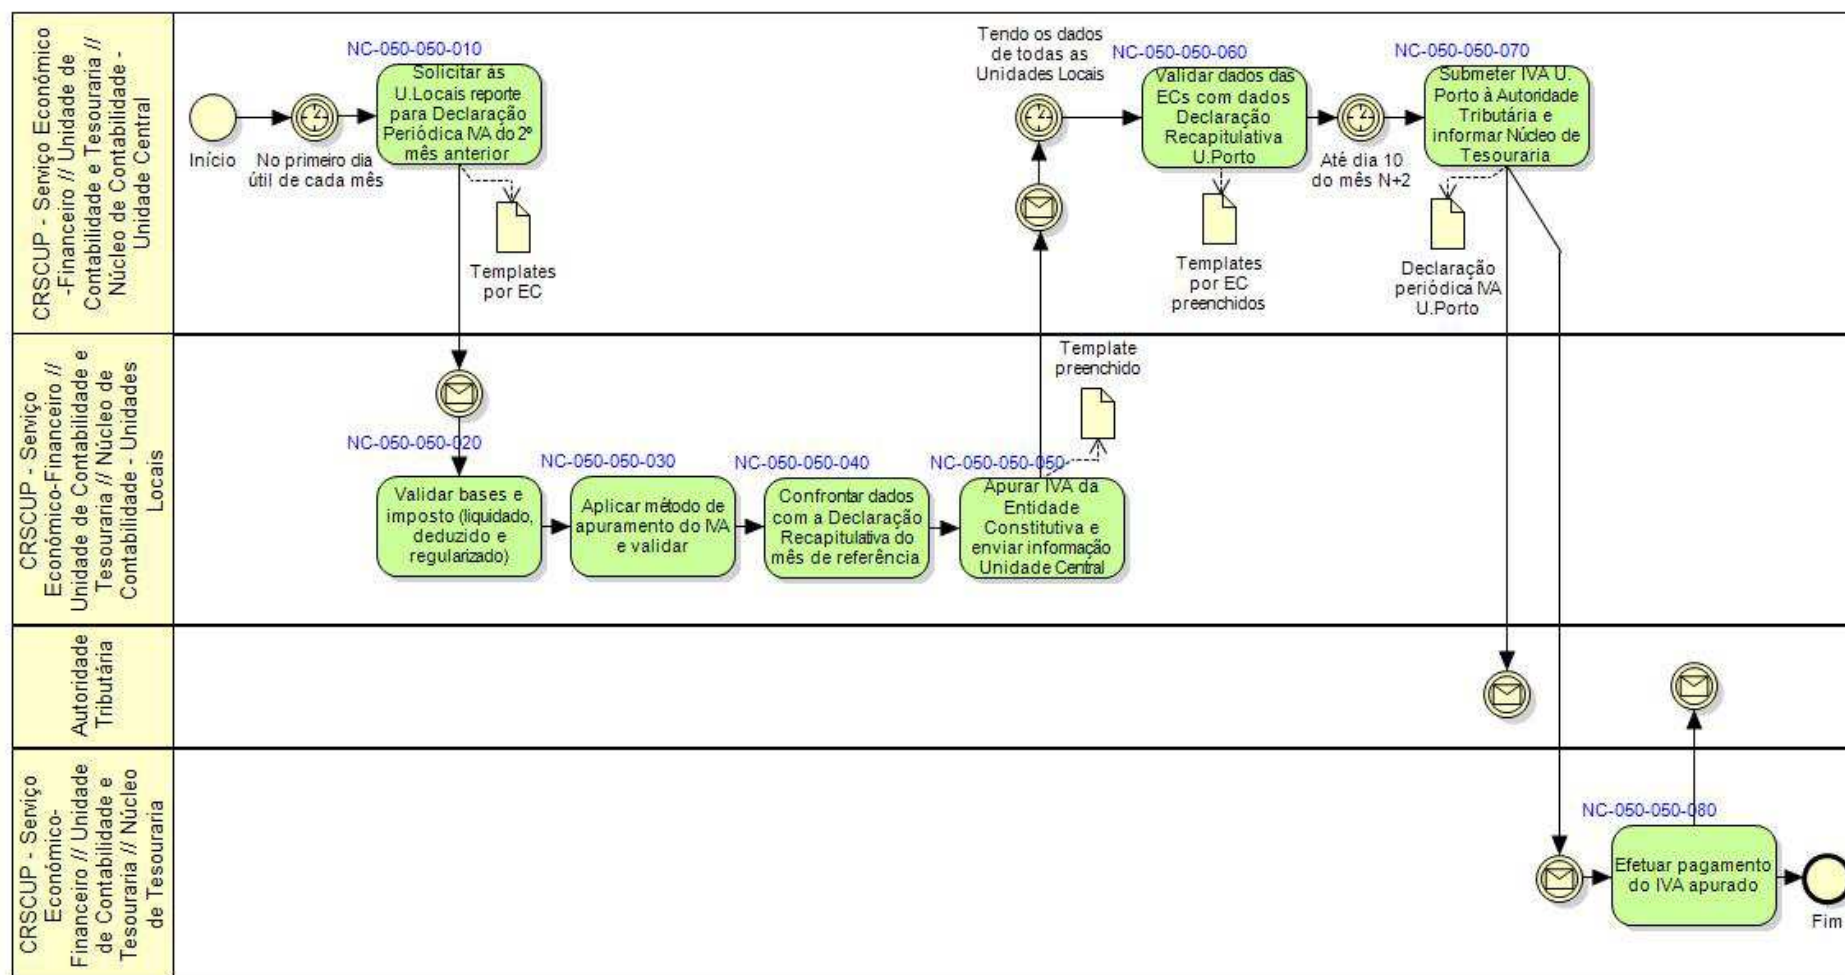 CRSCUP - Serviço Económico
-Financeiro // Unidade de
Contabilidade e Tesouraria //
Núcleo de Contabilidade -
Unidade Central
Início
No primeiro dia
útil de cada mês
NC-050-050-010
Solicitar às
U.Locais reporte
para Declaração
Periódica IVA do 2º
mês anterior
Templates
por EC
Tendo os dados
de todas as
Unidades Locais
NC-050-050-060
Validar dados das
ECs com dados
Declaração
Recapitulativa
U.Porto
Templates
por EC
preenchidos
Até dia 10
do mês N+2
NC-050-050-070
Submeter IVA U.
Porto à Autoridade
Tributária e
informar Núcleo de
Tesouraria
Declaração
periódica IVA
U.Porto
CRSCUP - Serviço
Económico-Financeiro //
Unidade de Contabilidade e
Tesouraria // Núcleo de
Contabilidade - Unidades
Locais
NC-050-050-020
Validar bases e
imposto (liquidado,
deduzido e
regularizado)
NC-050-050-030
Aplicar método de
apuramento do IVA
e validar
NC-050-050-040
Confrontar dados
com a Declaração
Recapitulativa do
mês de referência
NC-050-050-050
Apurar IVA da
Entidade
Constitutiva e
enviar informação
Unidade Central
Template
preenchido
Autoridade
Tributária
CRSCUP - Serviço
Económico-
Financeiro // Unidade
de Contabilidade e
Tesouraria // Núcleo
de Tesouraria
NC-050-050-080
Efetuar pagamento
do IVA apurado
Fim